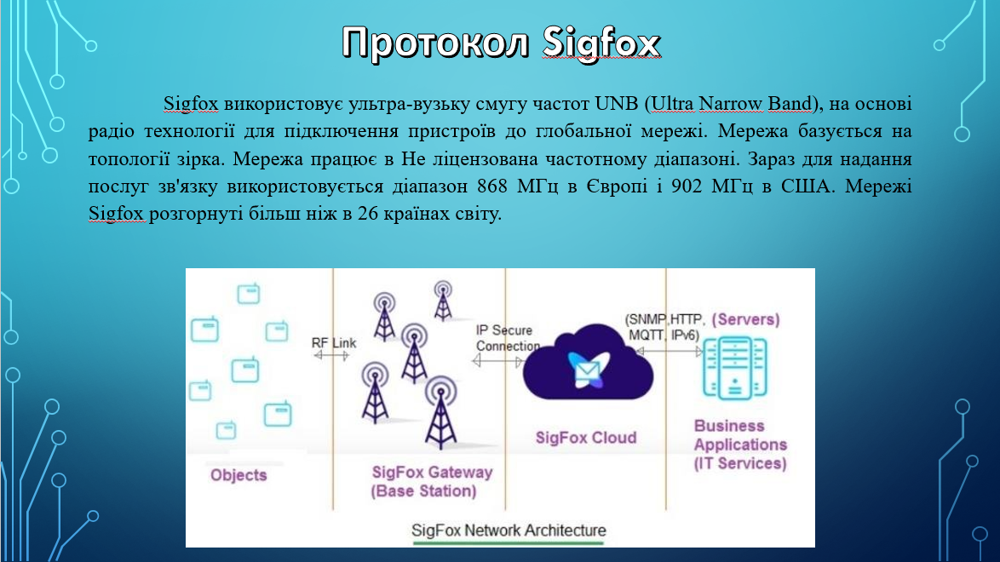 Протокол Sigfox
Sigfox використовує ультра-вузьку смугу частот UNB (Ultra Narrow Band), на основі
радіо технології для підключення пристроїв до глобальної мережі. Мережа базується на
топології зірка. Мережа працює в Не ліцензована частотному діапазоні. Зараз для надання
послуг зв'язку використовується діапазон 868 МГц в Європі і 902 МГц в США. Мережі
Sigfox розгорнуті більш ніж в 26 країнах світу.
RF Link
IP Secure
Connection
(SNMP,HTTP,
MQTT, IPv6)
(Servers)
Objects
SigFox Gateway
(Base Station)
SigFox Cloud
Business
Applications
(IT Services)
SigFox Network Architecture